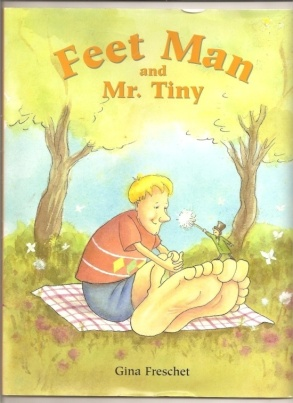 Feet Man
and
Mr. Tiny
Gina Freschet